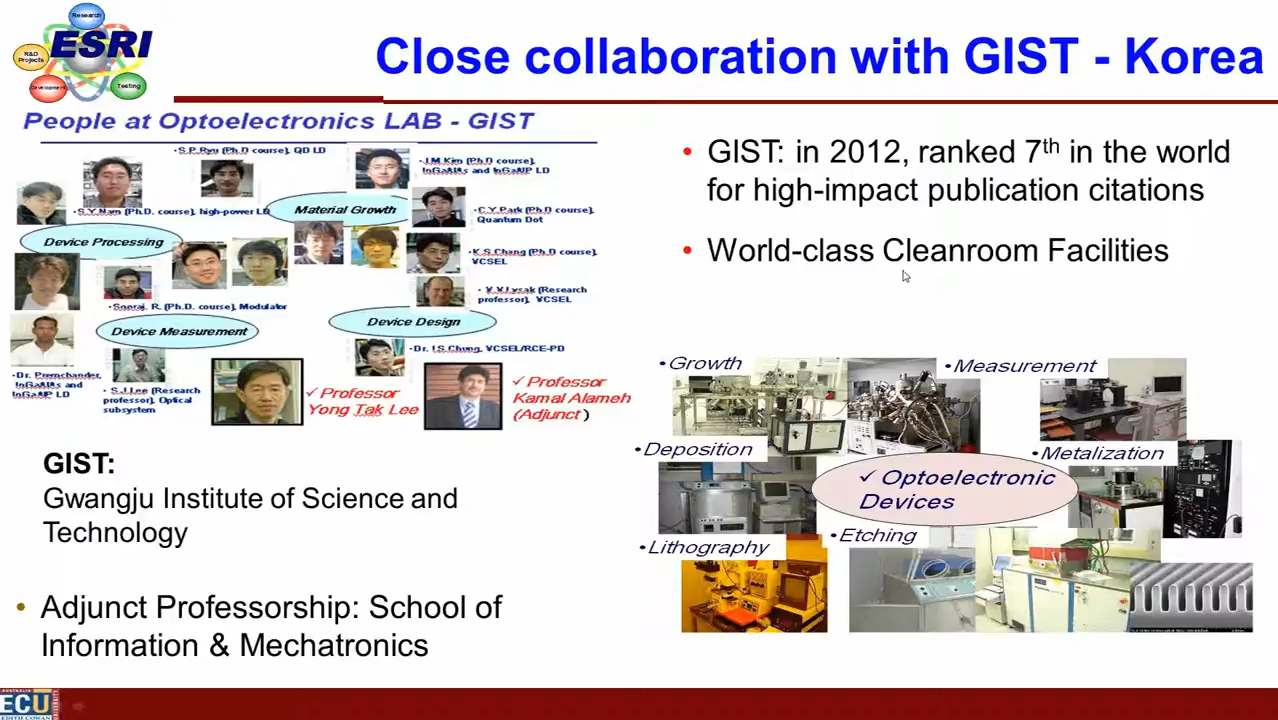 Research
ESRI
R&D
Projects
Development
Testing
Close collaboration with GIST - Korea
People at Optoelectronics LAB - GIST
•S.P.Ryu (Ph.D course), QD LD
•J.M.Kim (Ph.D course),
InGaAlAs and InGaAlP LD
•S.Y.Nam (Ph.D. course), high-power LD
Material Growth
•C.Y.Park (Ph.D course),
Quantum Dot
Device Processing
•K.S.Chang (Ph.D course),
VCSEL
•V.V.Lysak (Research
professor), VCSEL
Sooraj. R. (Ph.D. course), Modulator
Device Measurement
Device Design
•Dr. I.S.Chung, VCSEL/RCE-PD
•Dr. Premchander,
InGaAlAs and
InGaAlP LD
•S.J.Lee (Research
professor), Optical
subsystem
✓Professor
Yong Tak Lee
✓Professor
Kamal Alameh
(Adjunct )
GIST:
Gwangju Institute of Science and
Technology
• Adjunct Professorship: School of
Information & Mechatronics
• GIST: in 2012, ranked 7th in the world
for high-impact publication citations
• World-class Cleanroom Facilities
•Growth
•Measurement
•Deposition
•Metalization
✓Optoelectronic
Devices
•Lithography
•Etching
ECU
EDITH COWAN